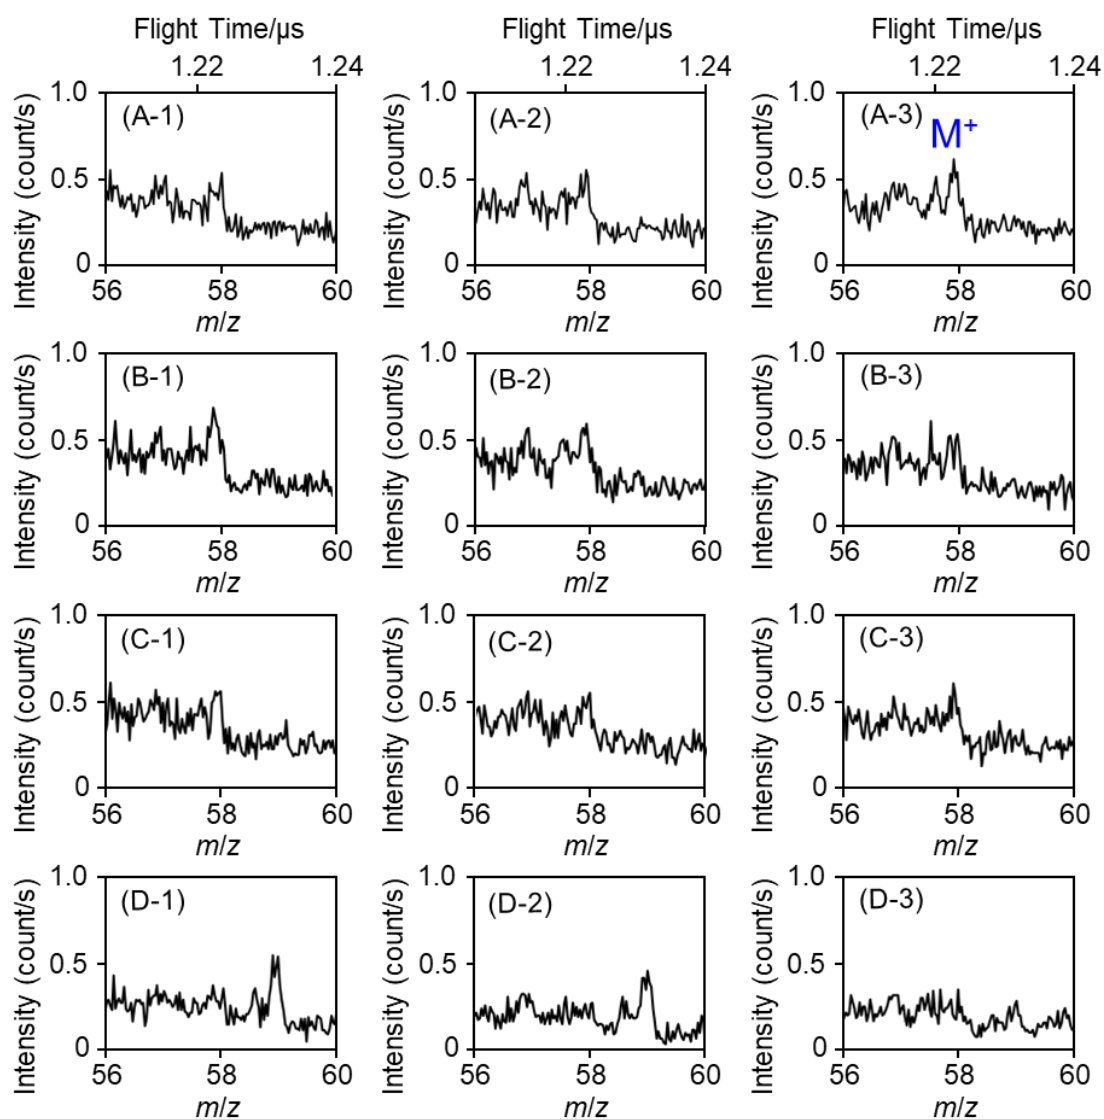 Flight Time/μs Flight Time/μs Flight Time/μs
1.22 1.24 1.22 1.24 1.22 1.24
Intensity (count/s) 1.0 0.5 0 (A-1) Intensity (count/s) 1.0 0.5 0 (A-2) Intensity (count/s) 1.0 0.5 0 (A-3) M⁺
56 58 60 56 58 60 56 58 60
m/z m/z m/z
Intensity (count/s) 1.0 0.5 0 (B-1) Intensity (count/s) 1.0 0.5 0 (B-2) Intensity (count/s) 1.0 0.5 0 (B-3)
56 58 60 56 58 60 56 58 60
m/z m/z m/z
Intensity (count/s) 1.0 0.5 0 (C-1) Intensity (count/s) 1.0 0.5 0 (C-2) Intensity (count/s) 1.0 0.5 0 (C-3)
56 58 60 56 58 60 56 58 60
m/z m/z m/z
Intensity (count/s) 1.0 0.5 0 (D-1) Intensity (count/s) 1.0 0.5 0 (D-2) Intensity (count/s) 1.0 0.5 0 (D-3)
56 58 60 56 58 60 56 58 60
m/z m/z m/z